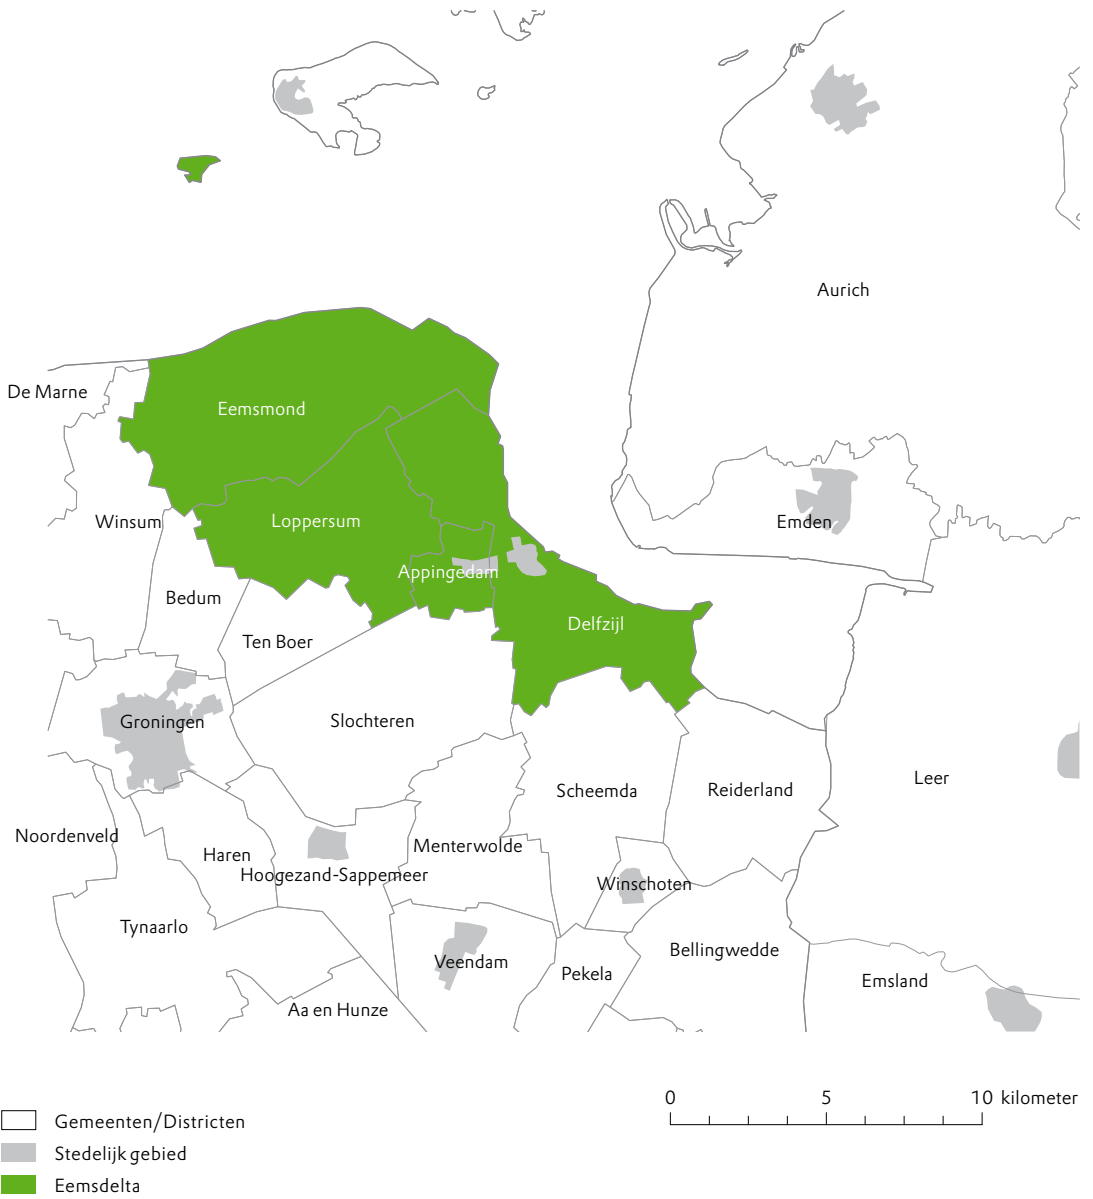 Aurich
De Marne
Eemsmond
Loppersum
Winsum
Emden
Appingedam
Bedum
Delfzijl
Ten Boer
Groningen
Slochteren
Leer
Scheemda
Reiderland
Noordenveld
Menterwolde
Haren
Hoogezand-Sappemeer
Winschoten
Tynaarlo
Bellingwedde
Veendam
Pekela
Emsland
Aa en Hunze
0 5 10 kilometer
Gemeenten/Districten
Stedelijk gebied
Eemsdelta